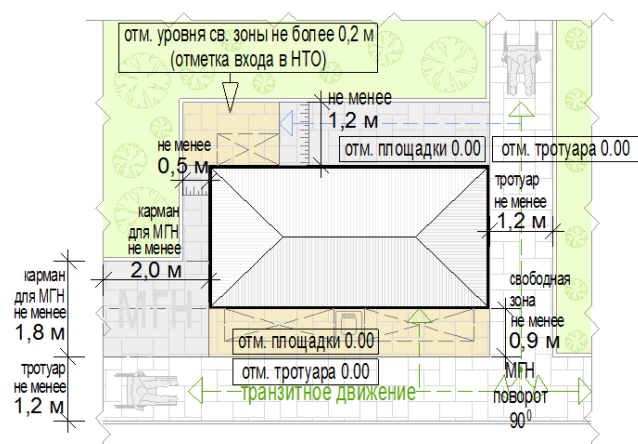 отм. уровня св. зоны не более 0,2 м
(отметка входа в НТО)
не менее
1,2 м
отм. площадки 0.00
отм. тротуара 0.00
не менее
0,5 м
тротуар
не менее
1,2 м
карман
для МГН
не менее
2,0 м
карман
для МГН
не менее
1,8 м
МГН
свободная
зона
не менее
0,9 м
отм. площадки 0.00
отм. тротуара 0.00
тротуар
не менее
1,2 м
транзитное движение
МГН
поворот
90⁰